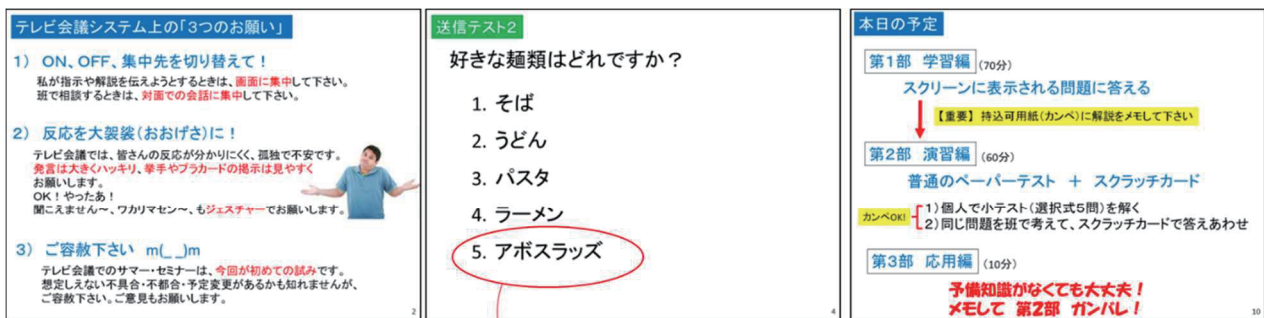 テレビ会議システム上の「3つのお願い」
1） ON、OFF、集中先を切り替えて！
私が指示や解説を伝えようとするときは、画面に集中して下さい。
班で相談するときは、対面での会話に集中して下さい。
2） 反応を大袈裟（おおげさ）に！
テレビ会議では、皆さんの反応が分かりにくく、孤独で不安です。
発言は大きくハッキリ、挙手やプラカードの掲示は見やすく
お願いします。
OK！やったあ！
聞こえません～、ワカリマセン～、もジェスチャーでお願いします。
3） ご容赦下さい m(_ _)m
テレビ会議でのサマー・セミナーは、今回が初めての試みです。
想定しえない不具合・不都合・予定変更があるかも知れませんが、
ご容赦下さい。ご意見もお願いします。
2
送信テスト2
好きな麺類はどれですか？
1. そば
2. うどん
3. パスタ
4. ラーメン
5. アボスラッズ
4
本日の予定
第1部 学習編 (70分)
スクリーンに表示される問題に答える
【重要】 持込可用紙（カンペ）に解説をメモして下さい
第2部 演習編 (60分)
普通のペーパーテスト ＋ スクラッチカード
カンペOK!
1）個人で小テスト（選択式5問）を解く
2）同じ問題を班で考えて、スクラッチカードで答えあわせ
第3部 応用編 (10分)
予備知識がなくても大丈夫！
メモして 第2部 ガンバレ！
10